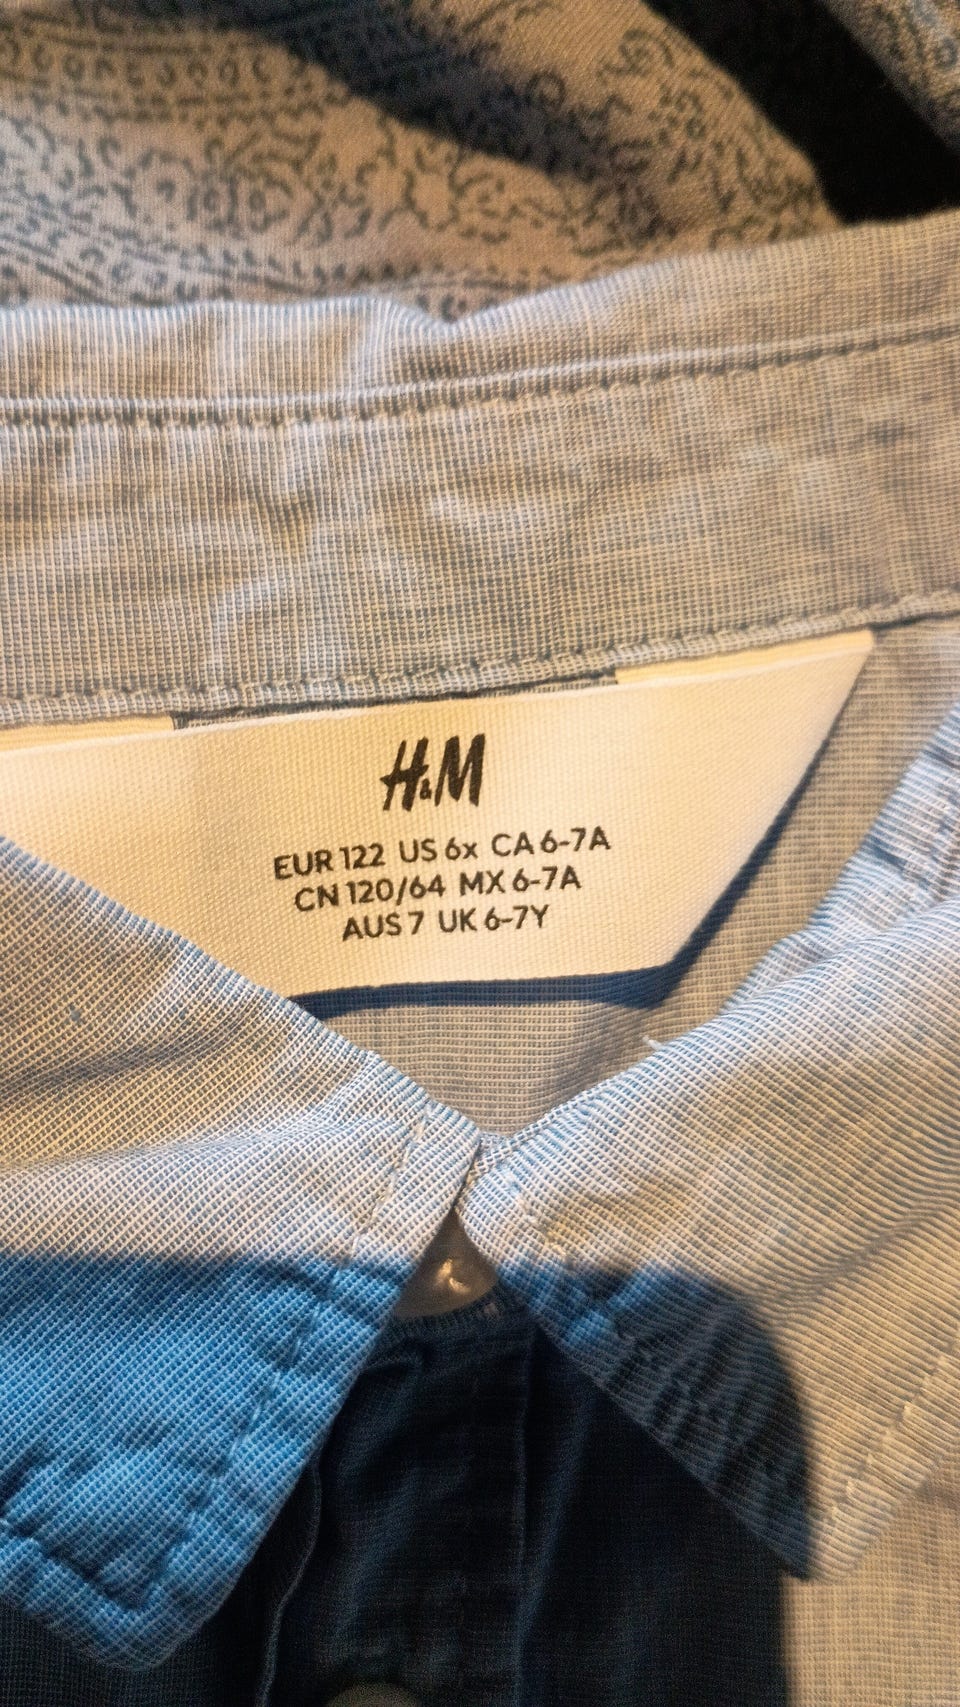 H&M
EUR 122 US 6x CA 6-7A
CN 120/64 MX 6-7A
AUS 7 UK 6-7Y